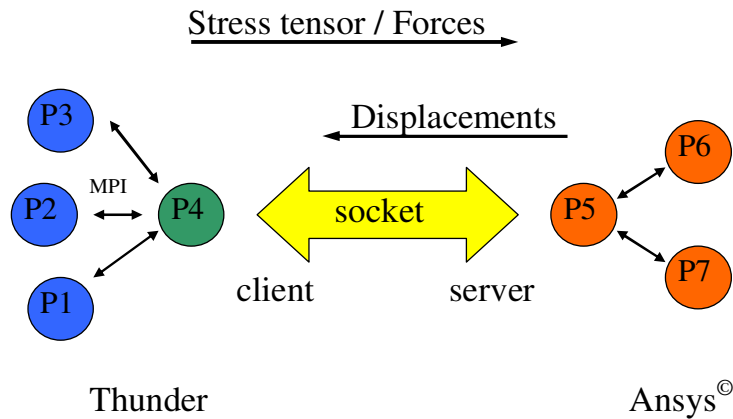 Stress tensor / Forces
P3
Displacements
P6
MPI
P2
P4
socket
P5
P1
P7
client
server
Thunder
Ansys©